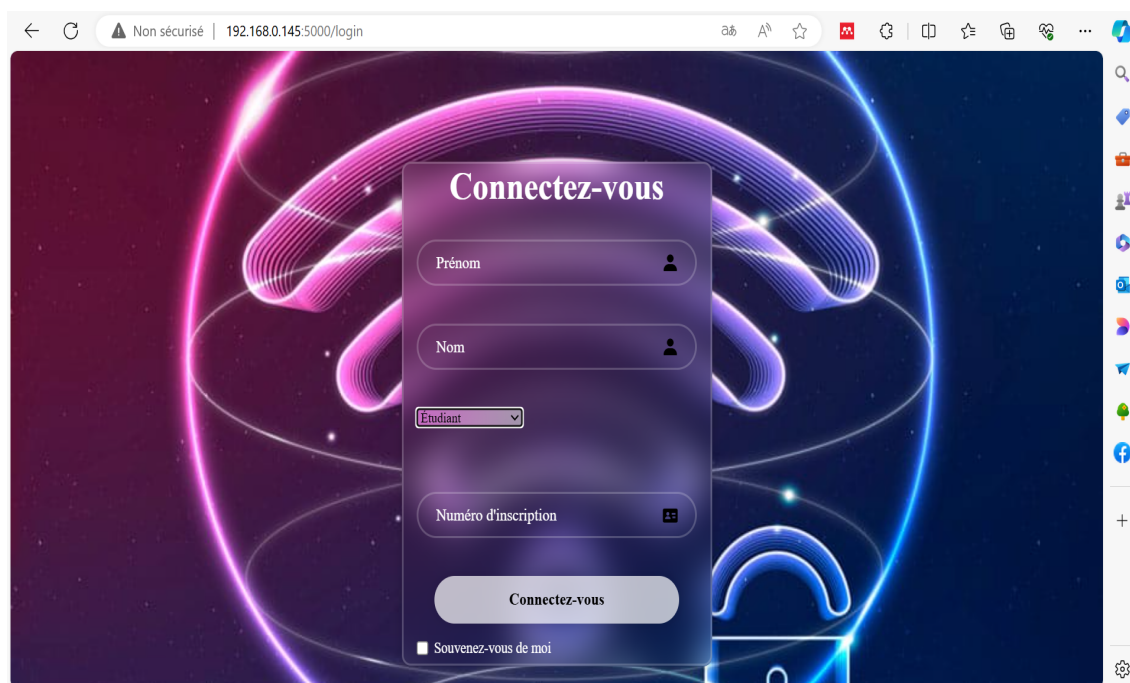 Non sécurisé | 192.168.0.145:5000/login
Connectez-vous
Prénom
Nom
Étudiant
Numéro d'inscription
Connectez-vous
Souvenez-vous de moi